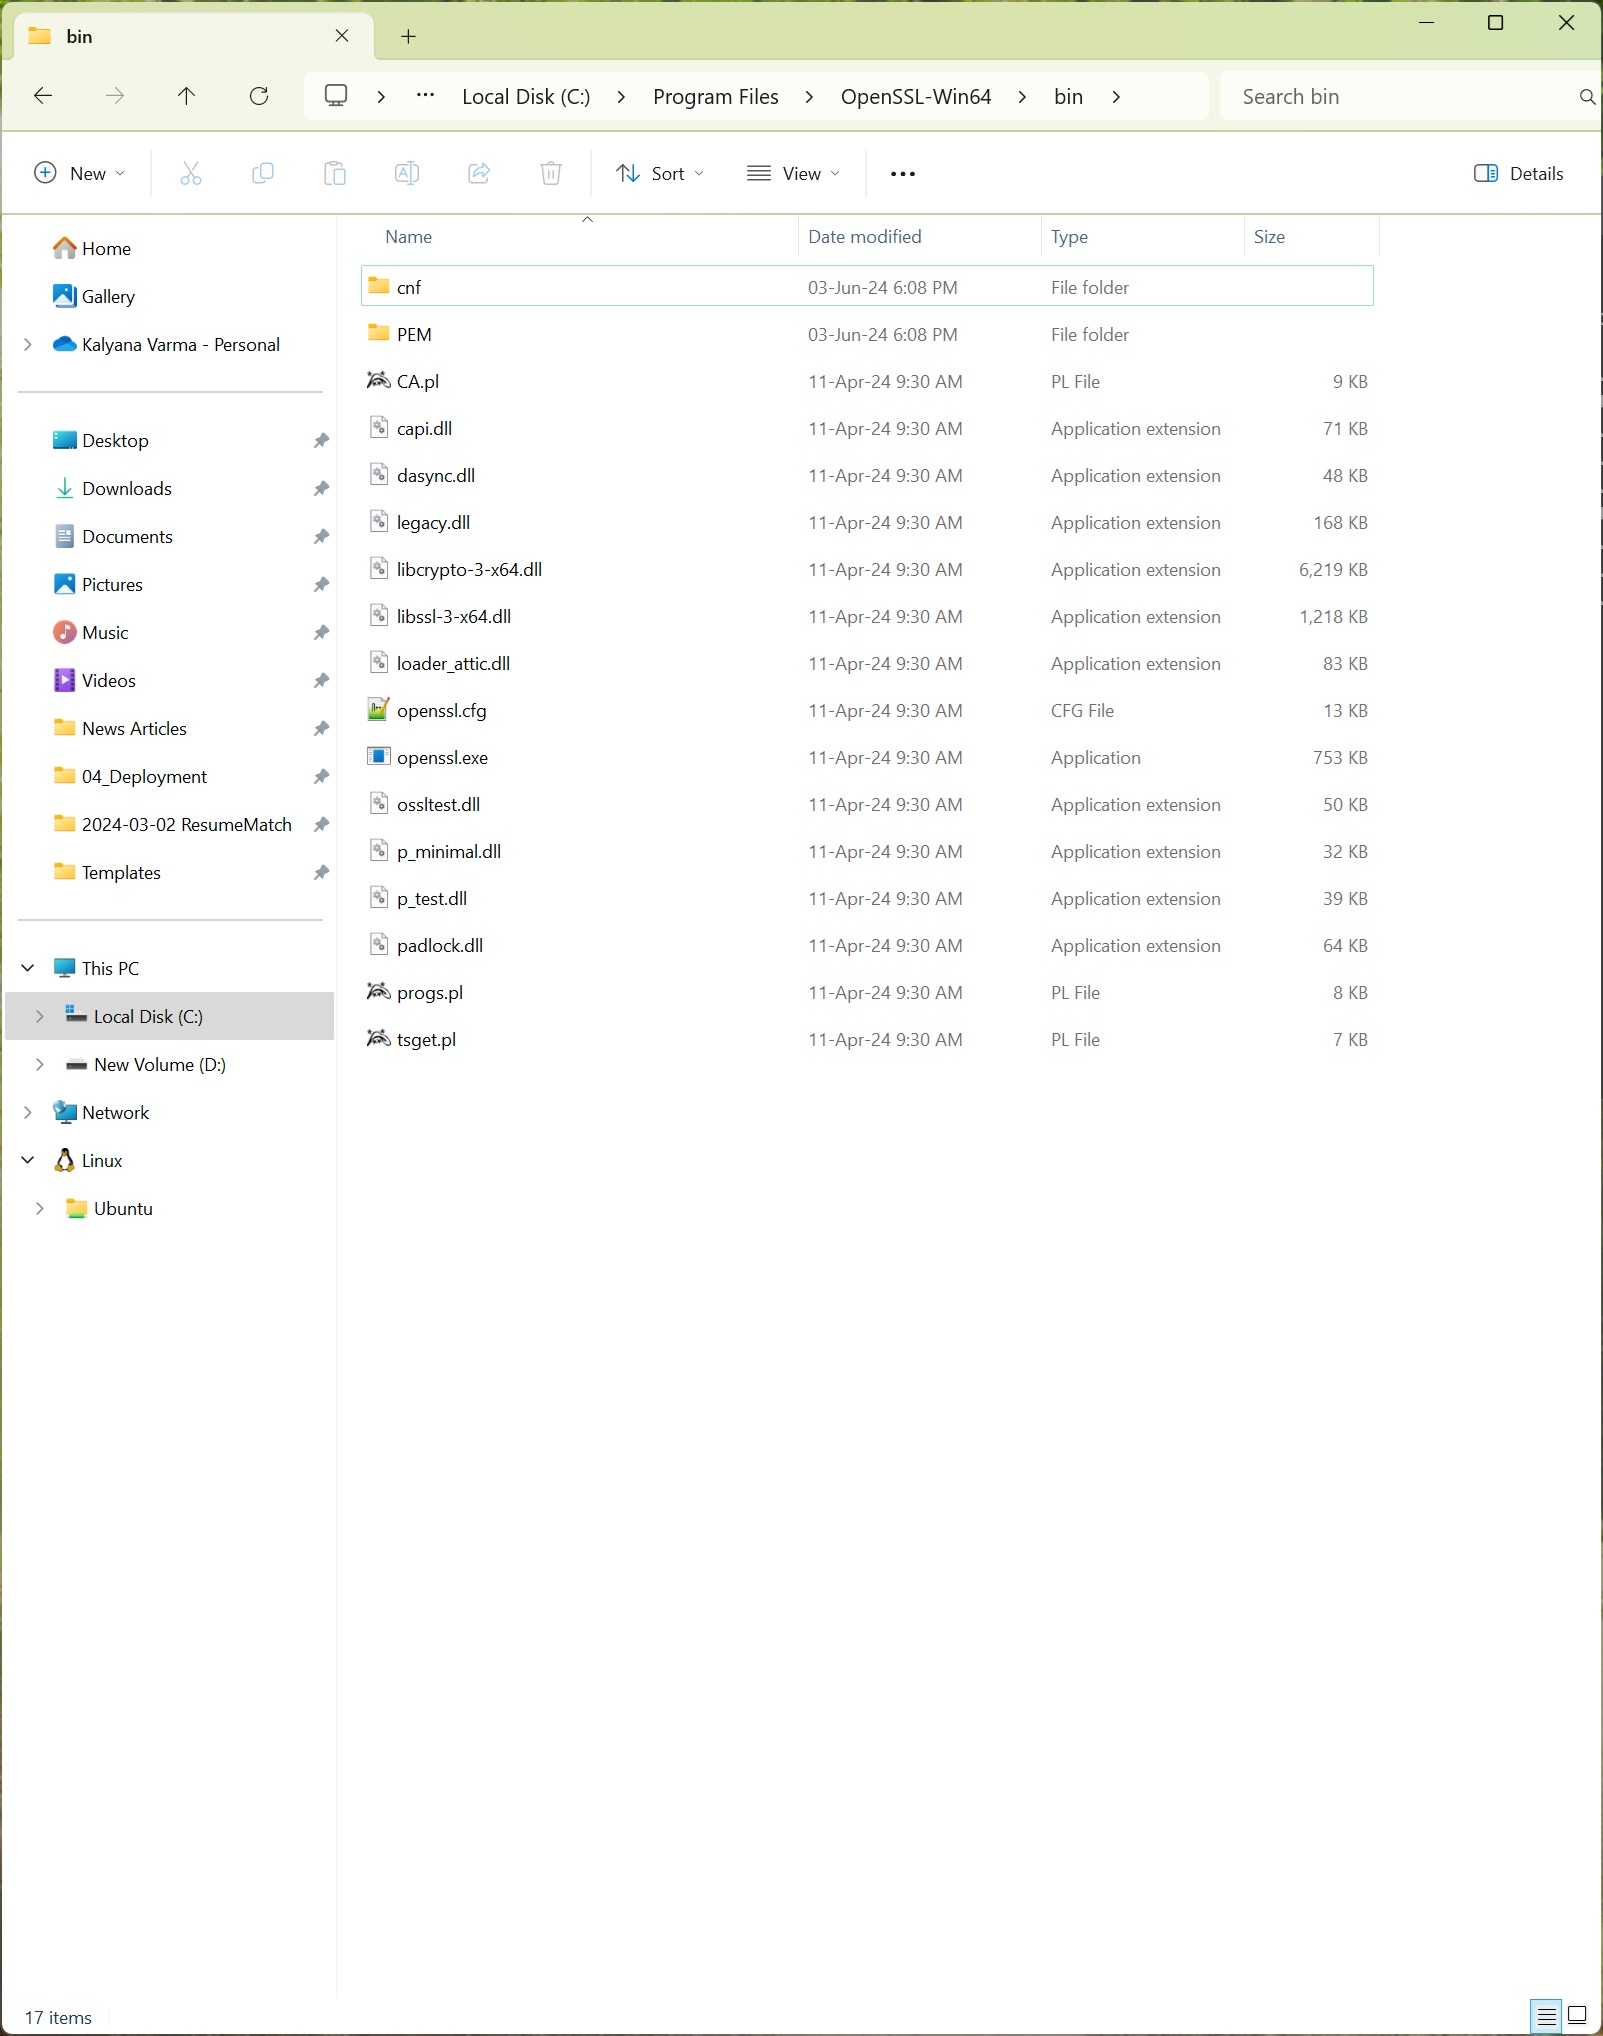 bin
Local Disk (C:) Program Files OpenSSL-Win64 bin Search bin
New Sort View Details
Name Date modified Type Size
Home
Gallery
Kalyana Varma - Personal
Desktop
Downloads
Documents
Pictures
Music
Videos
News Articles
04_Deployment
2024-03-02 ResumeMatch
Templates
This PC
Local Disk (C:)
New Volume (D:)
Network
Linux
Ubuntu
cnf 03-Jun-24 6:08 PM File folder
PEM 03-Jun-24 6:08 PM File folder
CA.pl 11-Apr-24 9:30 AM PL File 9 KB
capi.dll 11-Apr-24 9:30 AM Application extension 71 KB
dasync.dll 11-Apr-24 9:30 AM Application extension 48 KB
legacy.dll 11-Apr-24 9:30 AM Application extension 168 KB
libcrypto-3-x64.dll 11-Apr-24 9:30 AM Application extension 6,219 KB
libssl-3-x64.dll 11-Apr-24 9:30 AM Application extension 1,218 KB
loader_attic.dll 11-Apr-24 9:30 AM Application extension 83 KB
openssl.cfg 11-Apr-24 9:30 AM CFG File 13 KB
openssl.exe 11-Apr-24 9:30 AM Application 753 KB
ossltest.dll 11-Apr-24 9:30 AM Application extension 50 KB
p_minimal.dll 11-Apr-24 9:30 AM Application extension 32 KB
p_test.dll 11-Apr-24 9:30 AM Application extension 39 KB
padlock.dll 11-Apr-24 9:30 AM Application extension 64 KB
progs.pl 11-Apr-24 9:30 AM PL File 8 KB
tsget.pl 11-Apr-24 9:30 AM PL File 7 KB
17 items